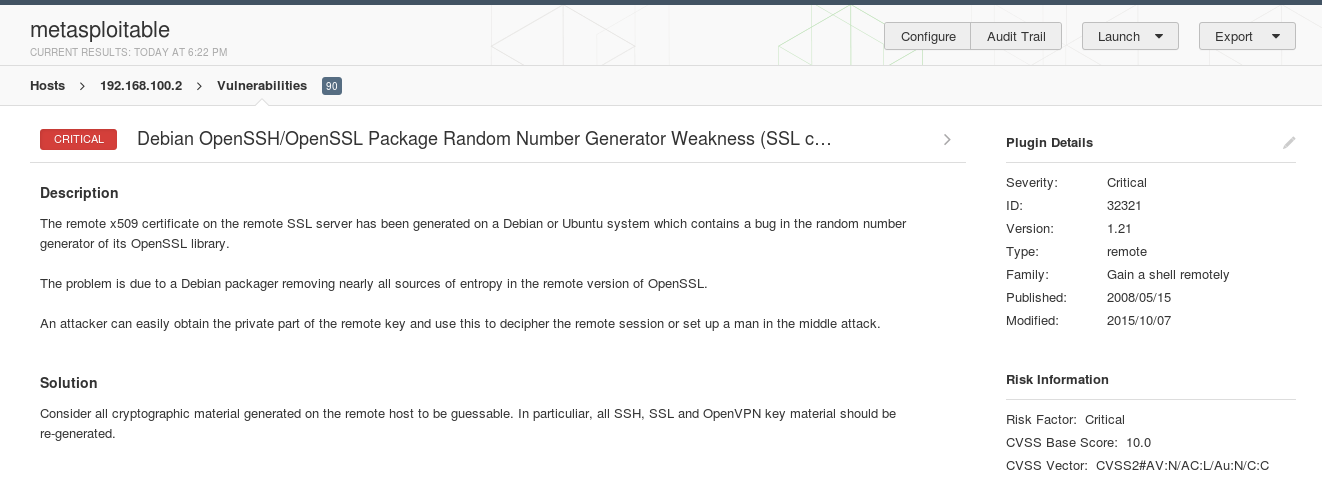 metasploitable
CURRENT RESULTS: TODAY AT 6:22 PM
Configure
Audit Trail
Launch
Export
Hosts > 192.168.100.2 > Vulnerabilities 90
CRITICAL Debian OpenSSH/OpenSSL Package Random Number Generator Weakness (SSL c…
Description
The remote x509 certificate on the remote SSL server has been generated on a Debian or Ubuntu system which contains a bug in the random number
generator of its OpenSSL library.
The problem is due to a Debian packager removing nearly all sources of entropy in the remote version of OpenSSL.
An attacker can easily obtain the private part of the remote key and use this to decipher the remote session or set up a man in the middle attack.
Solution
Consider all cryptographic material generated on the remote host to be guessable. In particuliar, all SSH, SSL and OpenVPN key material should be
re-generated.
Plugin Details
Severity: Critical
ID: 32321
Version: 1.21
Type: remote
Family: Gain a shell remotely
Published: 2008/05/15
Modified: 2015/10/07
Risk Information
Risk Factor: Critical
CVSS Base Score: 10.0
CVSS Vector: CVSS2#AV:N/AC:L/Au:N/C:C